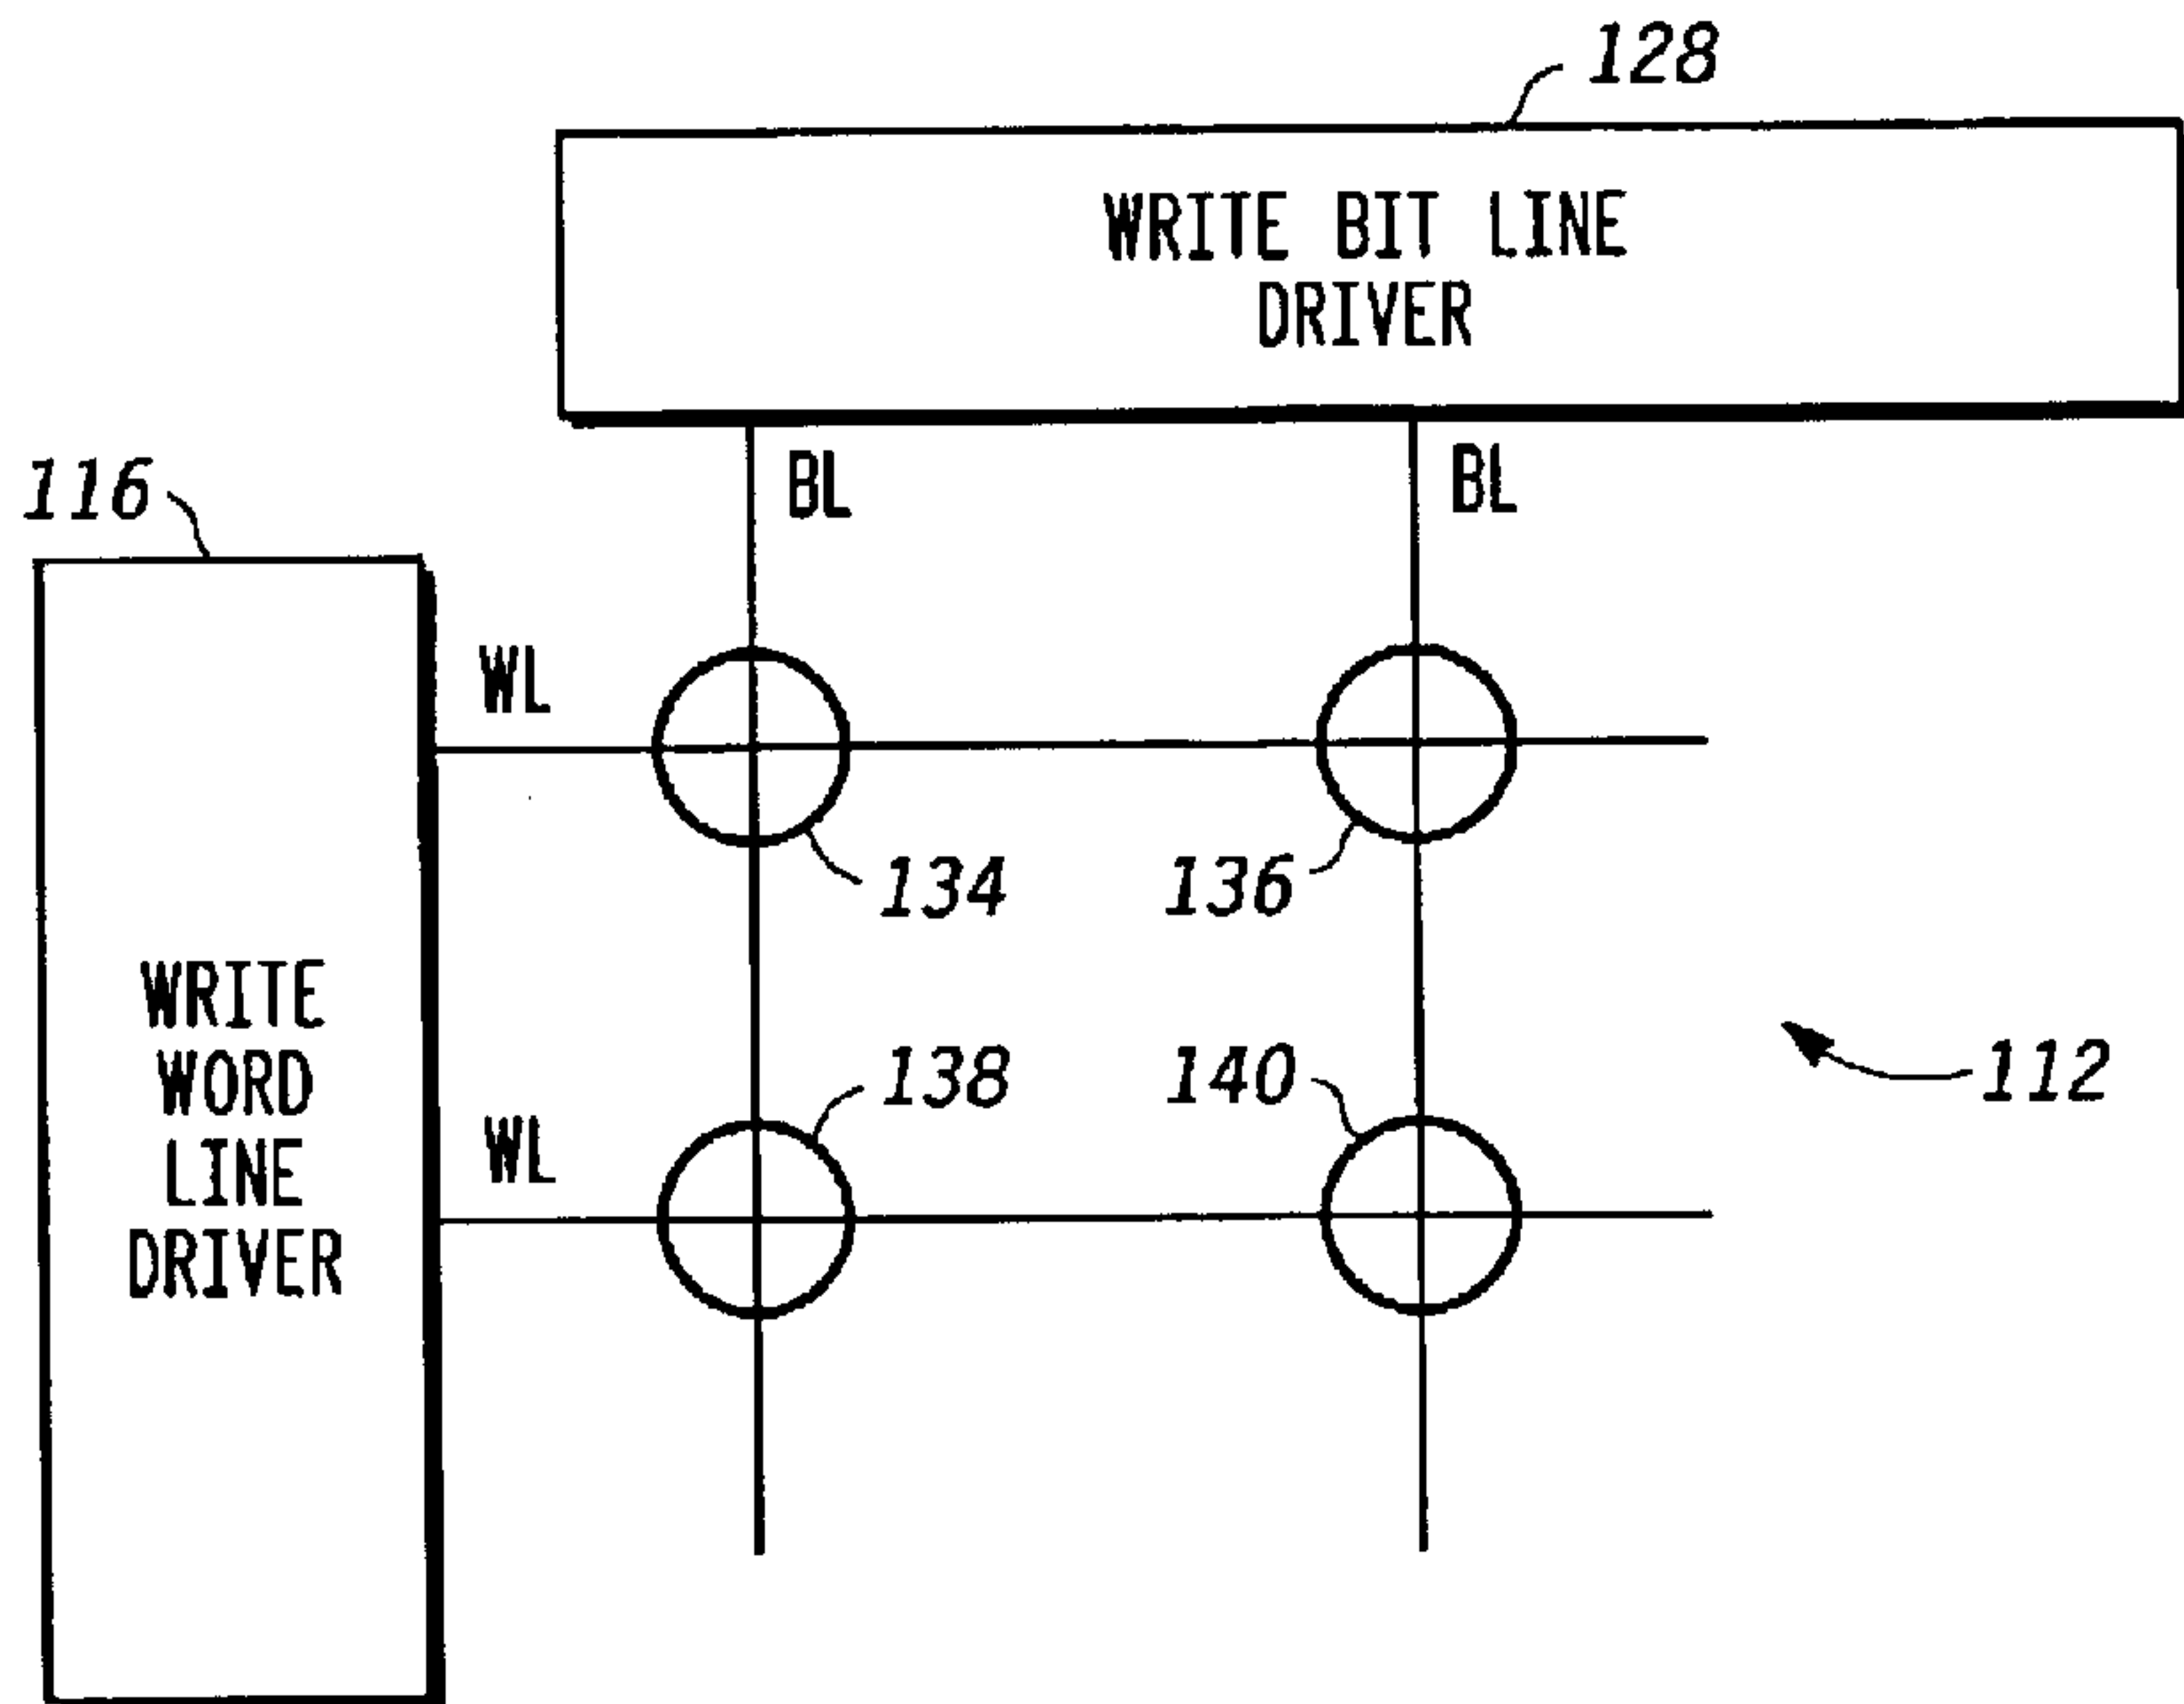 128
WRITE BIT LINE
DRIVER
116
BL
BL
WL
134
136
WRITE
WORD
LINE
DRIVER
138
140
112
WL